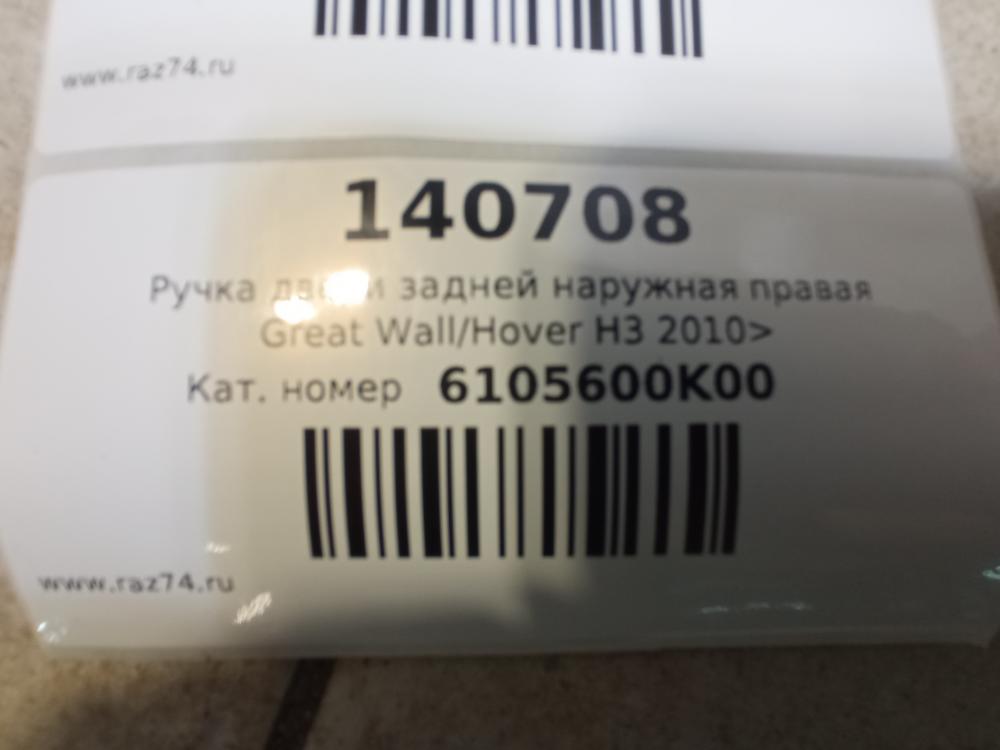 www.raz74.ru
140708
Ручка двери задней наружная правая
Great Wall/Hover H3 2010>
Кат. номер 6105600K00
www.raz74.ru